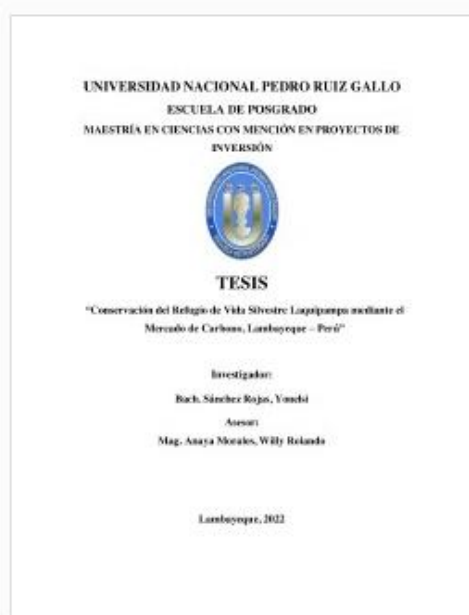 UNIVERSIDAD NACIONAL PEDRO RUIZ GALLO
ESCUELA DE POSGRADO
MAESTRÍA EN CIENCIAS CON MENCIÓN EN PROYECTOS DE
INVERSIÓN
TESIS
“Conservación del Refugio de Vida Silvestre Laquipampa mediante el
Mercado de Carbono, Lambayeque – Perú”
Investigador:
Bach. Sánchez Rojas, Yonelsi
Asesor:
Mag. Anaya Morales, Willy Rolando
Lambayeque, 2022